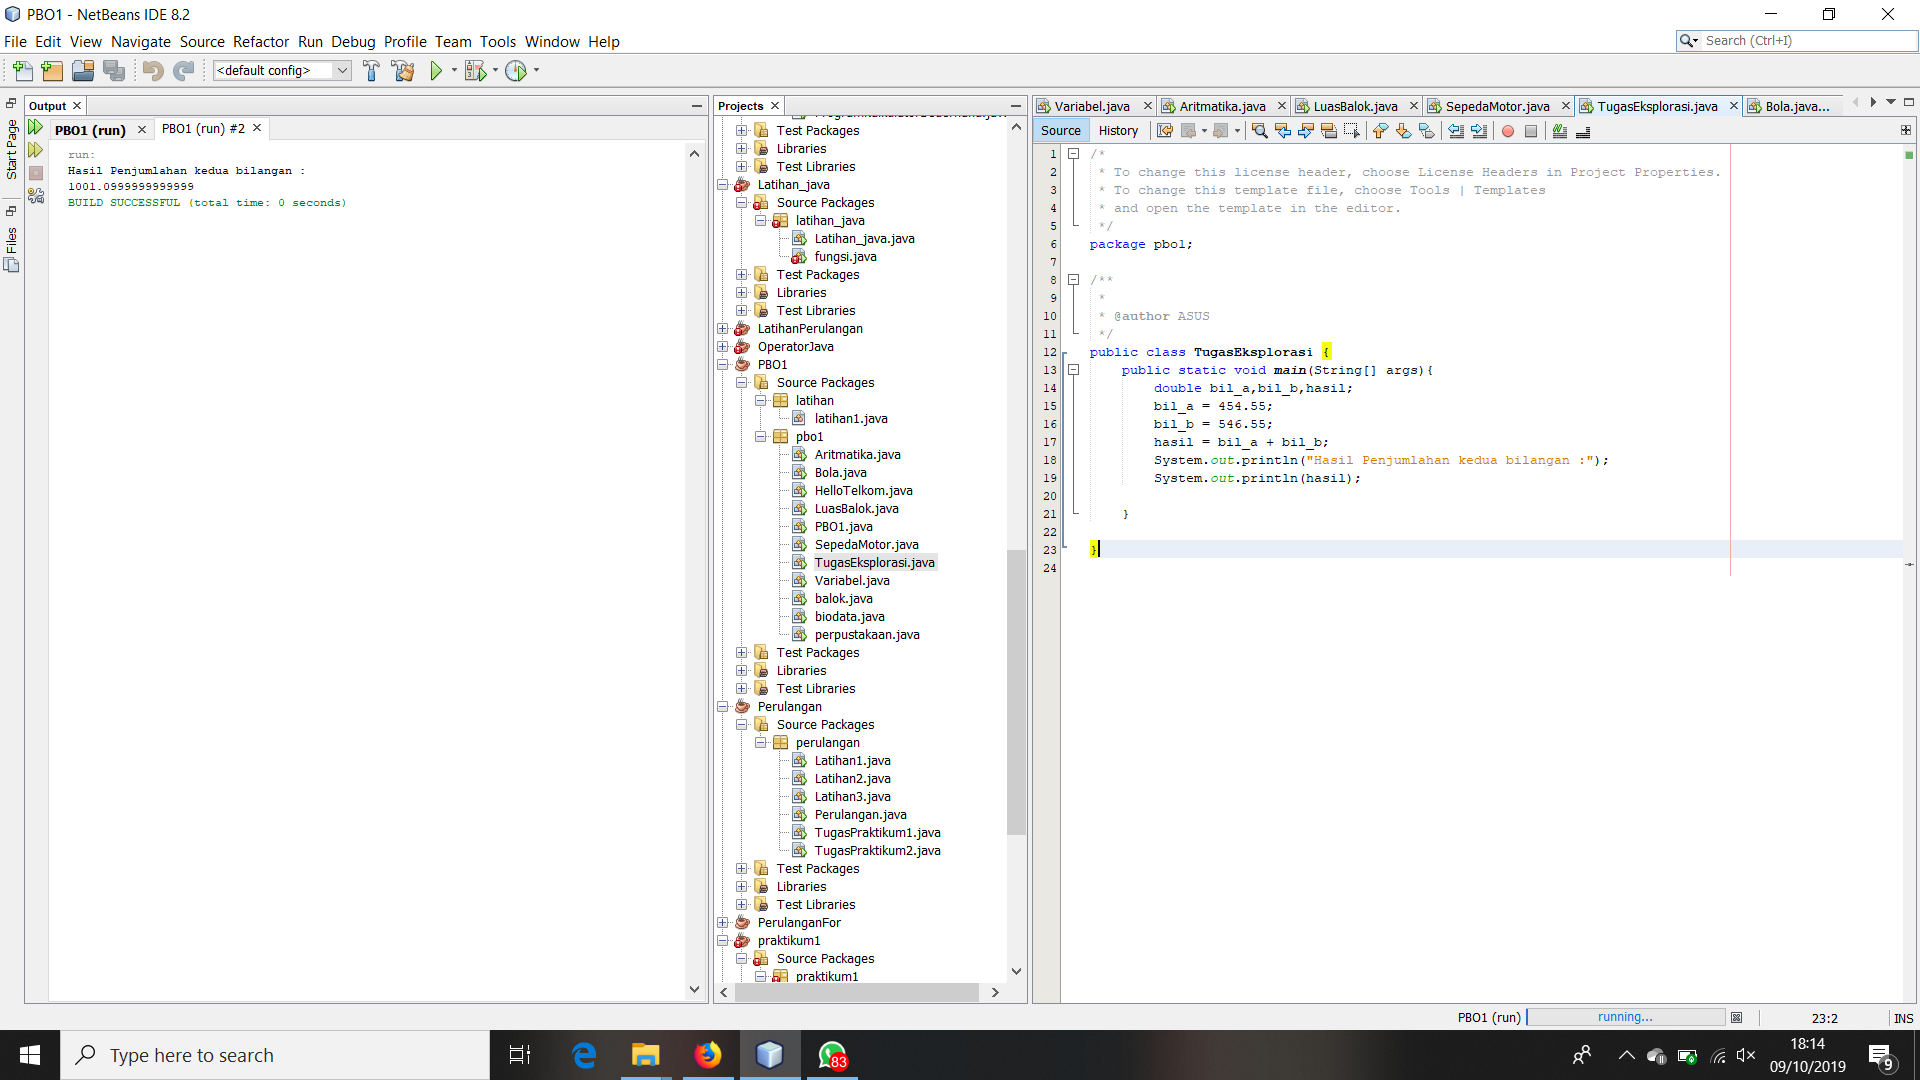 PBO1 - NetBeans IDE 8.2
File Edit View Navigate Source Refactor Run Debug Profile Team Tools Window Help
Search (Ctrl+I)
<default config>
Start Page
Files
Output
PBO1 (run)
PBO1 (run) #2
run:
Hasil Penjumlahan kedua bilangan :
1001.0999999999999
BUILD SUCCESSFUL (total time: 0 seconds)
Projects
Test Packages
Libraries
Test Libraries
Latihan_java
Source Packages
latihan_java
Latihan_java.java
fungsi.java
Test Packages
Libraries
Test Libraries
LatihanPerulangan
OperatorJava
PBO1
Source Packages
latihan
latihan1.java
pbo1
Aritmatika.java
Bola.java
HelloTelkom.java
LuasBalok.java
PBO1.java
SepedaMotor.java
TugasEksplorasi.java
Variabel.java
balok.java
biodata.java
perpustakaan.java
Test Packages
Libraries
Test Libraries
Perulangan
Source Packages
perulangan
Latihan1.java
Latihan2.java
Latihan3.java
Perulangan.java
TugasPraktikum1.java
TugasPraktikum2.java
Test Packages
Libraries
Test Libraries
PerulanganFor
praktikum1
Source Packages
praktikum1
Variabel.java Aritmatika.java LuasBalok.java SepedaMotor.java TugasEksplorasi.java Bola.java...
Source History
1 /*
2 * To change this license header, choose License Headers in Project Properties.
3 * To change this template file, choose Tools | Templates
4 * and open the template in the editor.
5 */
6 package pbo1;
7
8 /**
9 *
10 * @author ASUS
11 */
12 public class TugasEksplorasi {
13 public static void main(String[] args){
14 double bil_a,bil_b,hasil;
15 bil_a = 454.55;
16 bil_b = 546.55;
17 hasil = bil_a + bil_b;
18 System.out.println("Hasil Penjumlahan kedua bilangan :");
19 System.out.println(hasil);
20
21 }
22
23 }
24
PBO1 (run) running... 23:2 INS
Type here to search
83
18:14
09/10/2019
9